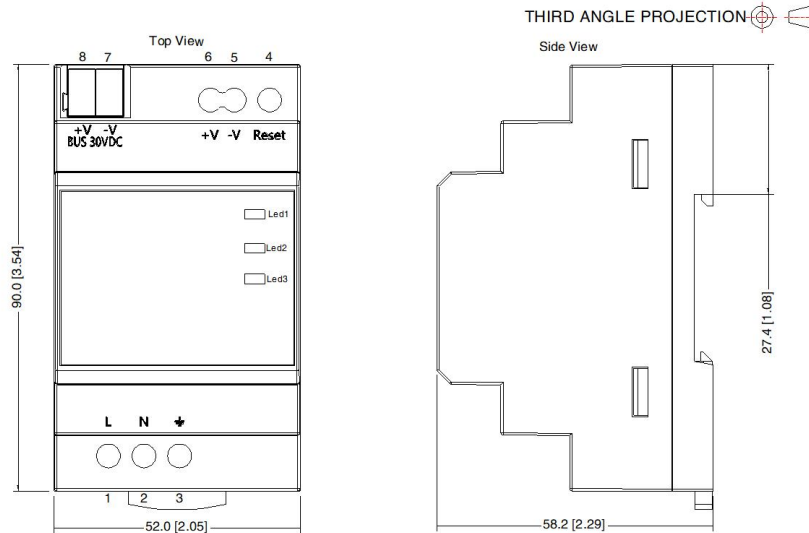 THIRD ANGLE PROJECTION
Top View
Side View
8 7 6 5 4
+V -V
BUS 30VDC
+V -V Reset
Led1
Led2
Led3
90.0 [3.54]
27.4 [1.08]
L N
1 2 3
52.0 [2.05]
58.2 [2.29]